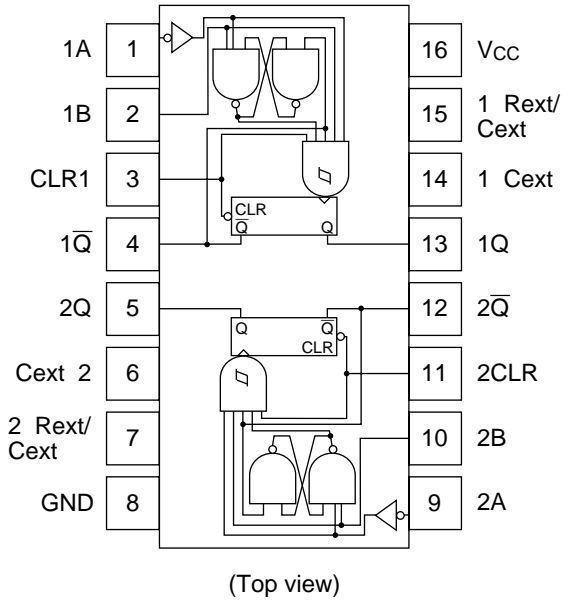 1A 1 16 VCC
1B 2 15 1 Rext/
Cext
CLR1 3 14 1 Cext
CLR
Q̅ Q
1Q̅ 4 13 1Q
2Q 5 12 2Q̅
Q Q̅
CLR
Cext 2 6 11 2CLR
2 Rext/
Cext 7 10 2B
GND 8 9 2A
(Top view)